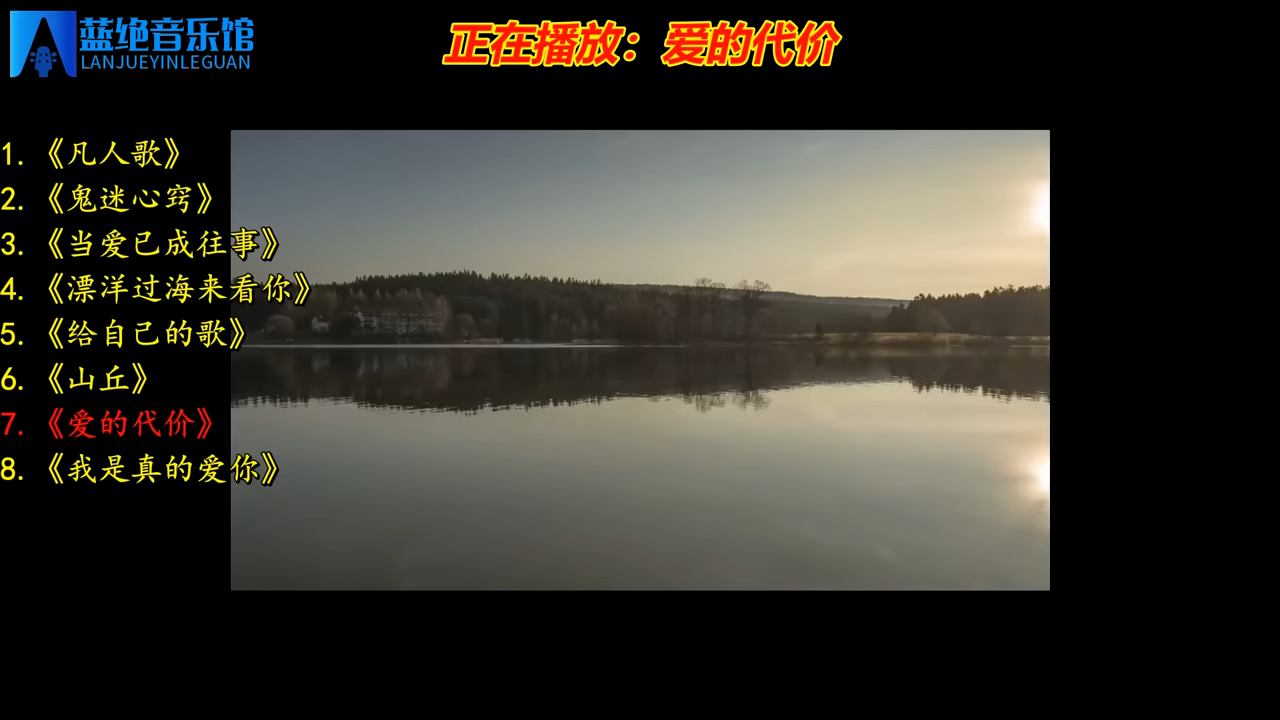 蓝绝音乐馆
LANJUEYINLEGUAN
正在播放：爱的代价
1. 《凡人歌》
2. 《鬼迷心窍》
3. 《当爱已成往事》
4. 《漂洋过海来看你》
5. 《给自己的歌》
6. 《山丘》
7. 《爱的代价》
8. 《我是真的爱你》